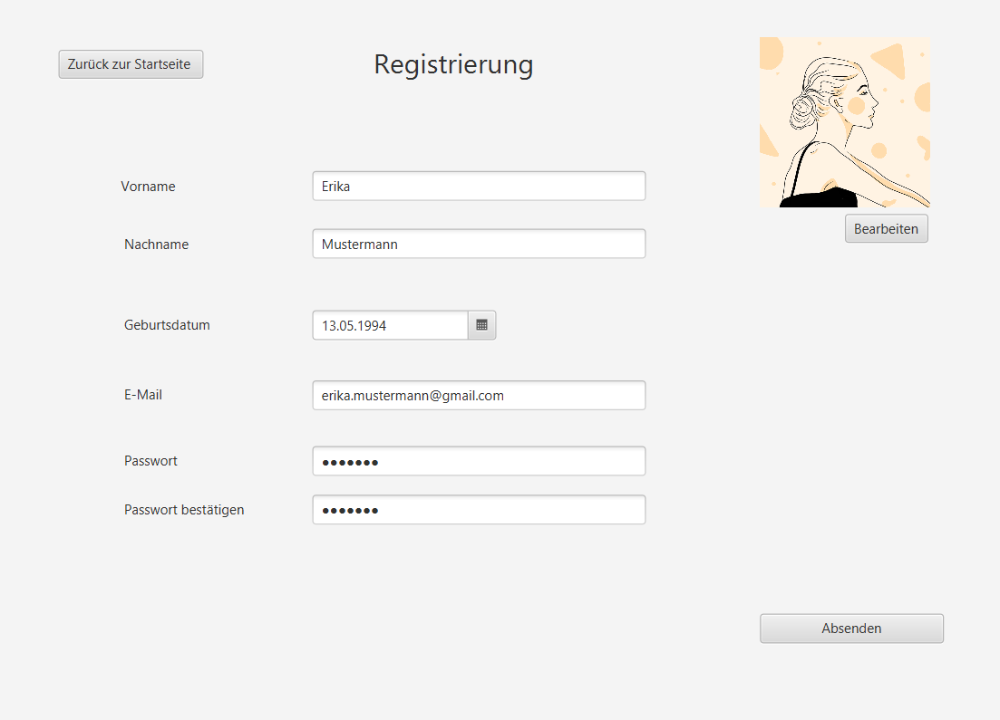 Zurück zur Startseite
Registrierung
Vorname
Erika
Nachname
Mustermann
Bearbeiten
Geburtsdatum
13.05.1994
E-Mail
erika.mustermann@gmail.com
Passwort
●●●●●●●
Passwort bestätigen
●●●●●●●
Absenden